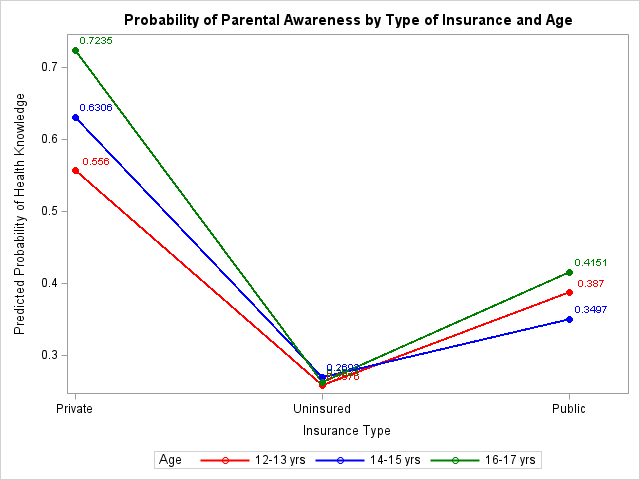 Probability of Parental Awareness by Type of Insurance and Age
Predicted Probability of Health Knowledge
0.7
0.6
0.5
0.4
0.3
0.7235
0.6306
0.556
0.4151
0.387
0.3497
Private
Uninsured
Public
Insurance Type
Age
12-13 yrs
14-15 yrs
16-17 yrs